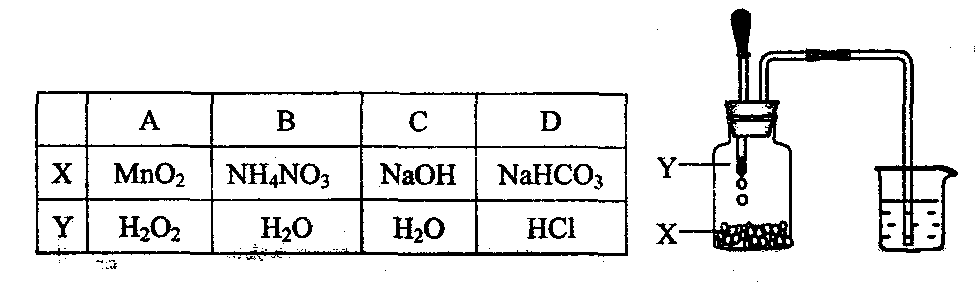 A B C D
X MnO₂ NH₄NO₃ NaOH NaHCO₃
Y H₂O₂ H₂O H₂O HCl
Y
X